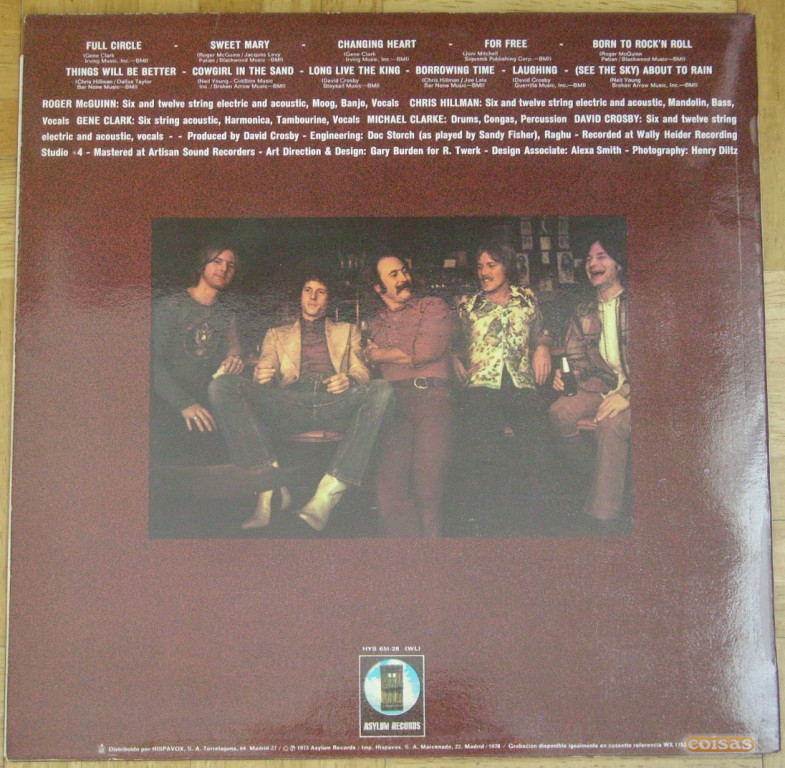 FULL CIRCLE - SWEET MARY - CHANGING HEART - FOR FREE - BORN TO ROCK'N ROLL
(Gene Clark (Roger McGuinn/Jacques Levy (Gene Clark (Joni Mitchell (Roger McGuinn
Irving Music, Inc.—BMI) Patian/Blackwood Music—BMI) Irving Music, Inc.—BMI) Siquomb Publishing Corp.—BMI) Patian/Blackwood Music—BMI)
THINGS WILL BE BETTER - COWGIRL IN THE SAND - LONG LIVE THE KING - BORROWING TIME - LAUGHING - (SEE THE SKY) ABOUT TO RAIN
(Chris Hillman/Dallas Taylor (Neil Young - Cotillion Music (David Crosby (Chris Hillman/Joe Lala (David Crosby (Neil Young
Bar None Music—BMI) Inc./Broken Arrow Music—BMI) Staysail Music—BMI) Bar None Music—BMI) Guerrilla Music, Inc.—BMI) Broken Arrow Music, Inc.—BMI)
ROGER McGUINN: Six and twelve string electric and acoustic, Moog, Banjo, Vocals CHRIS HILLMAN: Six and twelve string electric and acoustic, Mandolin, Bass,
Vocals GENE CLARK: Six string acoustic, Harmonica, Tambourine, Vocals MICHAEL CLARKE: Drums, Congas, Percussion DAVID CROSBY: Six and twelve string
electric and acoustic, vocals - - Produced by David Crosby - Engineering: Doc Storch (as played by Sandy Fisher), Raghu - Recorded at Wally Heider Recording
Studio #4 - Mastered at Artisan Sound Recorders - Art Direction & Design: Gary Burden for R. Twerk - Design Associate: Alexa Smith - Photography: Henry Diltz
HYS 651-28 (WL)
ASYLUM RECORDS
Distribuido por HISPAVOX, S. A. Torrelaguna, 64. Madrid-27 / © ℗ 1973 Asylum Records / Imp. Hispavox, S. A. Marcenado, 22. Madrid / 1978 / Grabacion disponible igualmente en cassette referencia
coisas